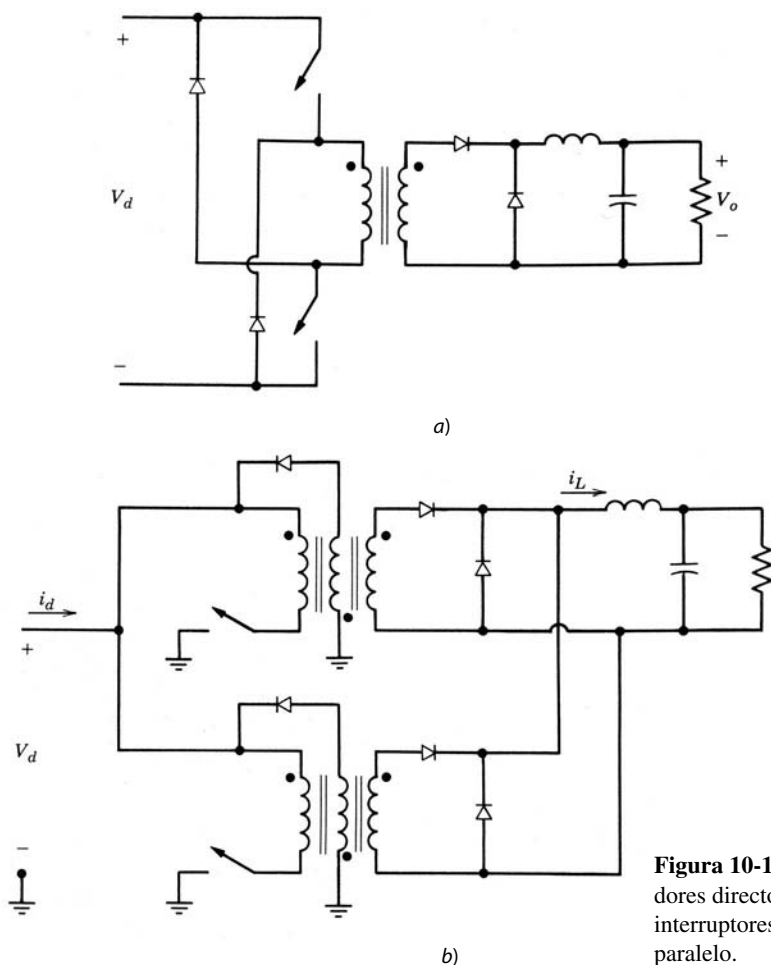 +
V_d
−
+
V_o
−
a)
i_L
i_d
+
V_d
−
b)
Figura 10-1
dores directo
interruptores
paralelo.